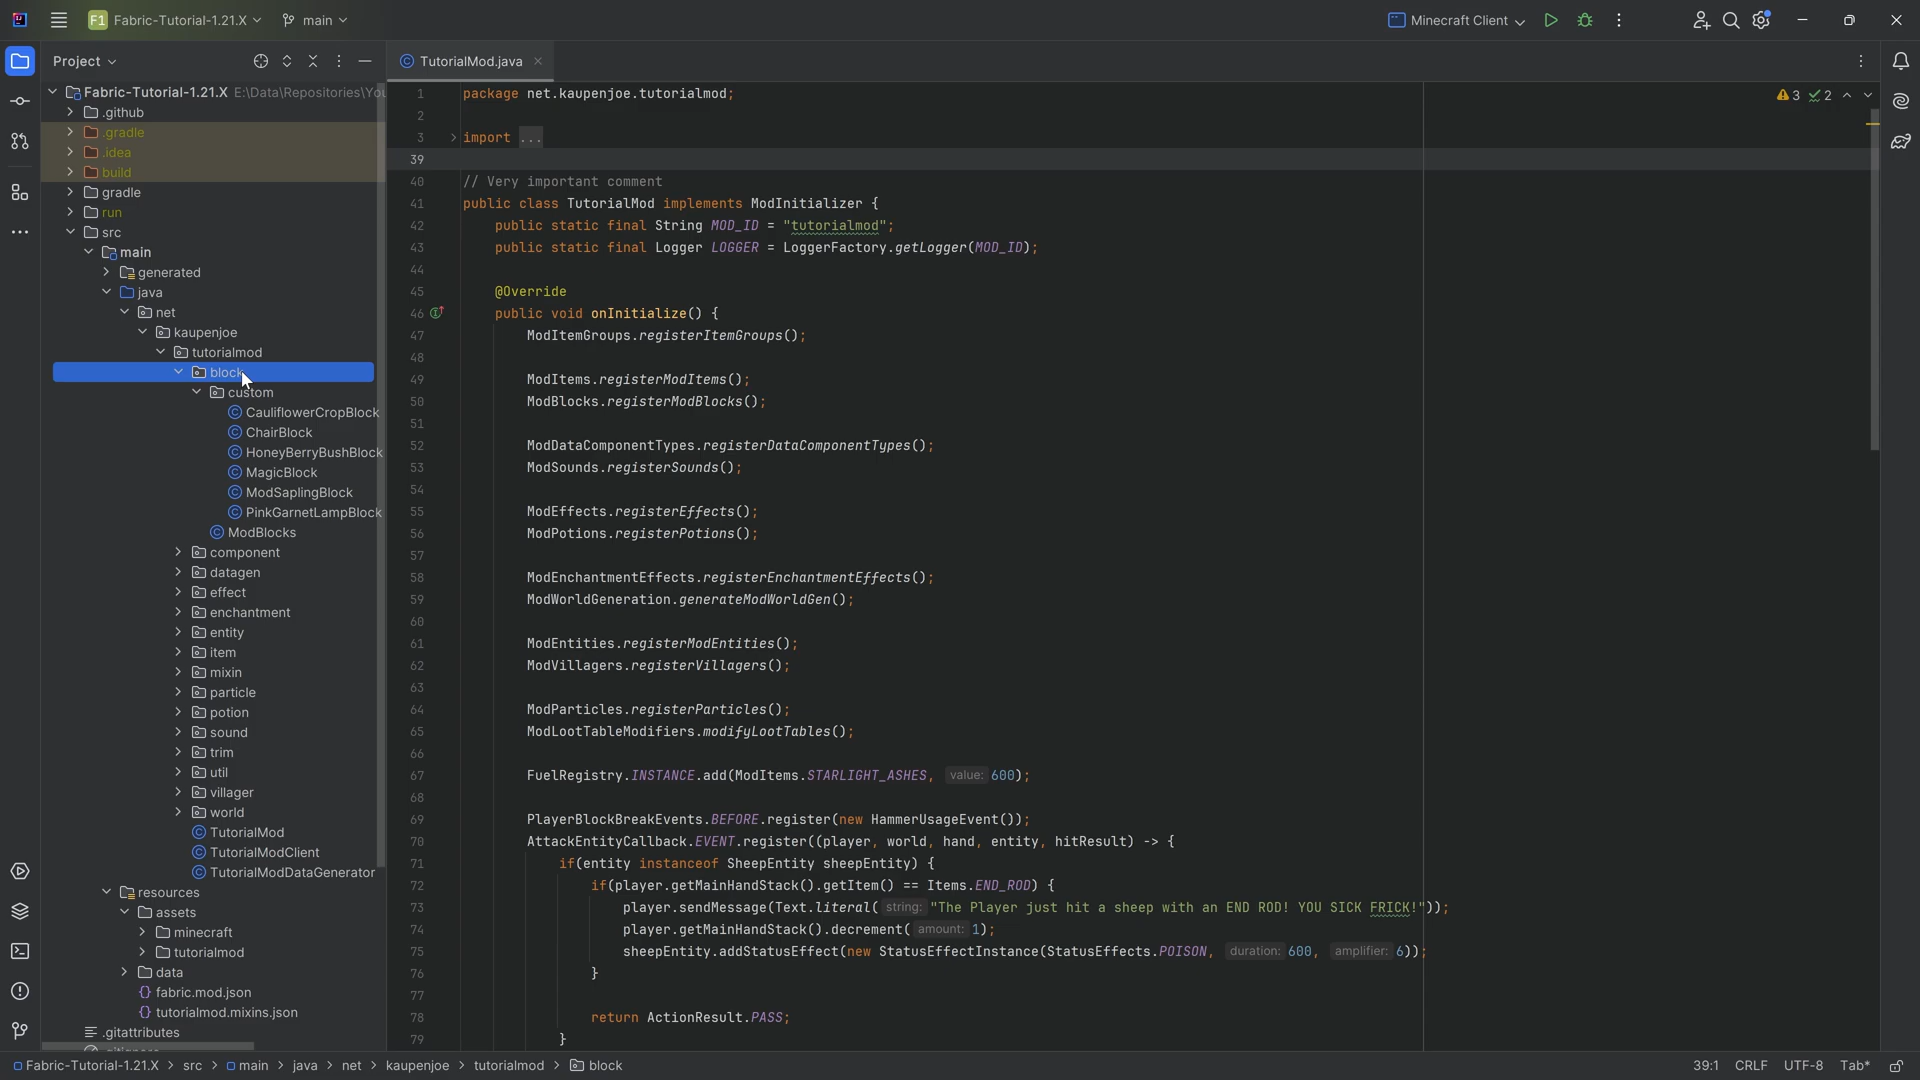 F1 Fabric-Tutorial-1.21.X main Minecraft Client
Project
TutorialMod.java
Fabric-Tutorial-1.21.X E:\Data\Repositories\You
.github
.gradle
.idea
build
gradle
run
src
main
generated
java
net
kaupenjoe
tutorialmod
block
custom
CauliflowerCropBlock
ChairBlock
HoneyBerryBushBlock
MagicBlock
ModSaplingBlock
PinkGarnetLampBlock
ModBlocks
component
datagen
effect
enchantment
entity
item
mixin
particle
potion
sound
trim
util
villager
world
TutorialMod
TutorialModClient
TutorialModDataGenerator
resources
assets
minecraft
tutorialmod
data
fabric.mod.json
tutorialmod.mixins.json
.gitattributes
3 2
1 package net.kaupenjoe.tutorialmod;
2
3 import ...
39
40 // Very important comment
41 public class TutorialMod implements ModInitializer {
42 public static final String MOD_ID = "tutorialmod";
43 public static final Logger LOGGER = LoggerFactory.getLogger(MOD_ID);
44
45 @Override
46 public void onInitialize() {
47 ModItemGroups.registerItemGroups();
48
49 ModItems.registerModItems();
50 ModBlocks.registerModBlocks();
51
52 ModDataComponentTypes.registerDataComponentTypes();
53 ModSounds.registerSounds();
54
55 ModEffects.registerEffects();
56 ModPotions.registerPotions();
57
58 ModEnchantmentEffects.registerEnchantmentEffects();
59 ModWorldGeneration.generateModWorldGen();
60
61 ModEntities.registerModEntities();
62 ModVillagers.registerVillagers();
63
64 ModParticles.registerParticles();
65 ModLootTableModifiers.modifyLootTables();
66
67 FuelRegistry.INSTANCE.add(ModItems.STARLIGHT_ASHES, value: 600);
68
69 PlayerBlockBreakEvents.BEFORE.register(new HammerUsageEvent());
70 AttackEntityCallback.EVENT.register((player, world, hand, entity, hitResult) -> {
71 if(entity instanceof SheepEntity sheepEntity) {
72 if(player.getMainHandStack().getItem() == Items.END_ROD) {
73 player.sendMessage(Text.literal( string: "The Player just hit a sheep with an END ROD! YOU SICK FRICK!"));
74 player.getMainHandStack().decrement( amount: 1);
75 sheepEntity.addStatusEffect(new StatusEffectInstance(StatusEffects.POISON, duration: 600, amplifier: 6));
76 }
77
78 return ActionResult.PASS;
79 }
Fabric-Tutorial-1.21.X > src > main > java > net > kaupenjoe > tutorialmod > block 39:1 CRLF UTF-8 Tab*